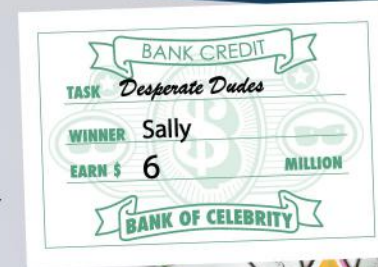 BANK CREDIT
TASK Desperate Dudes
WINNER Sally
EARN $ 6 MILLION
BANK OF CELEBRITY